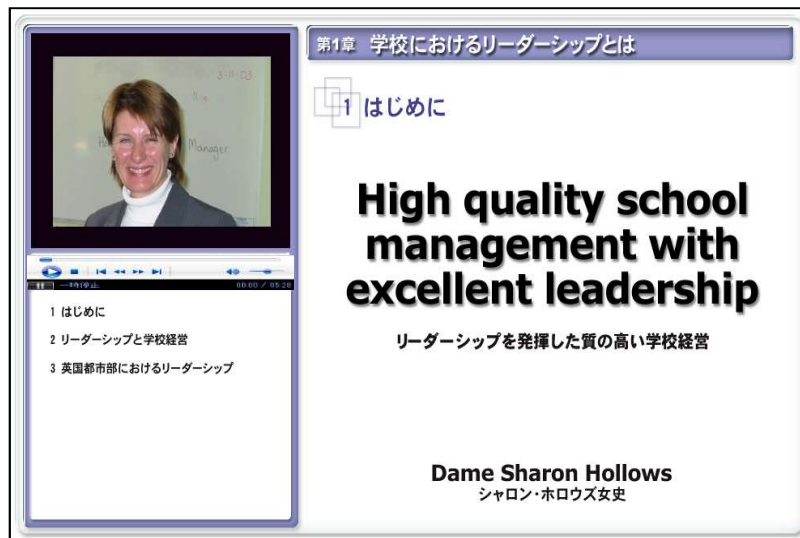 3-11-03
Manager
一時停止
00:00 / 05:20
1 はじめに
2 リーダーシップと学校経営
3 英国都市部におけるリーダーシップ
第1章 学校におけるリーダーシップとは
1 はじめに
High quality school
management with
excellent leadership
リーダーシップを発揮した質の高い学校経営
Dame Sharon Hollows
シャロン・ホロウズ女史